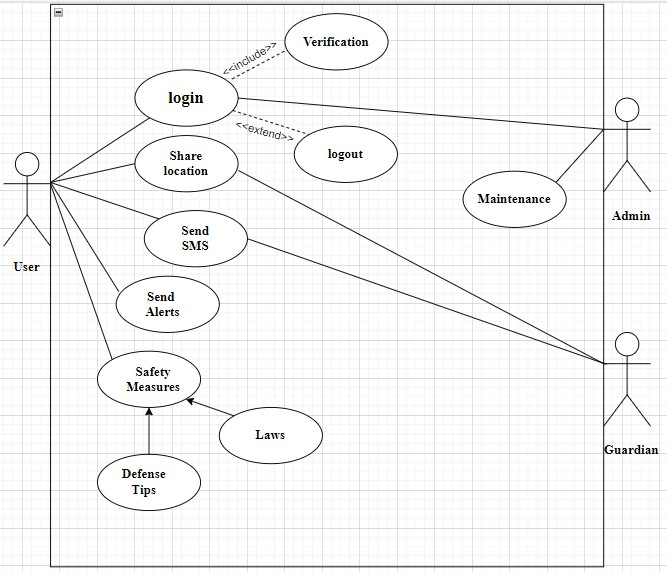 Verification
<<include>>
login
<<extend>>
logout
Share
location
Maintenance
Admin
Send
SMS
User
Send
Alerts
Safety
Measures
Laws
Guardian
Defense
Tips